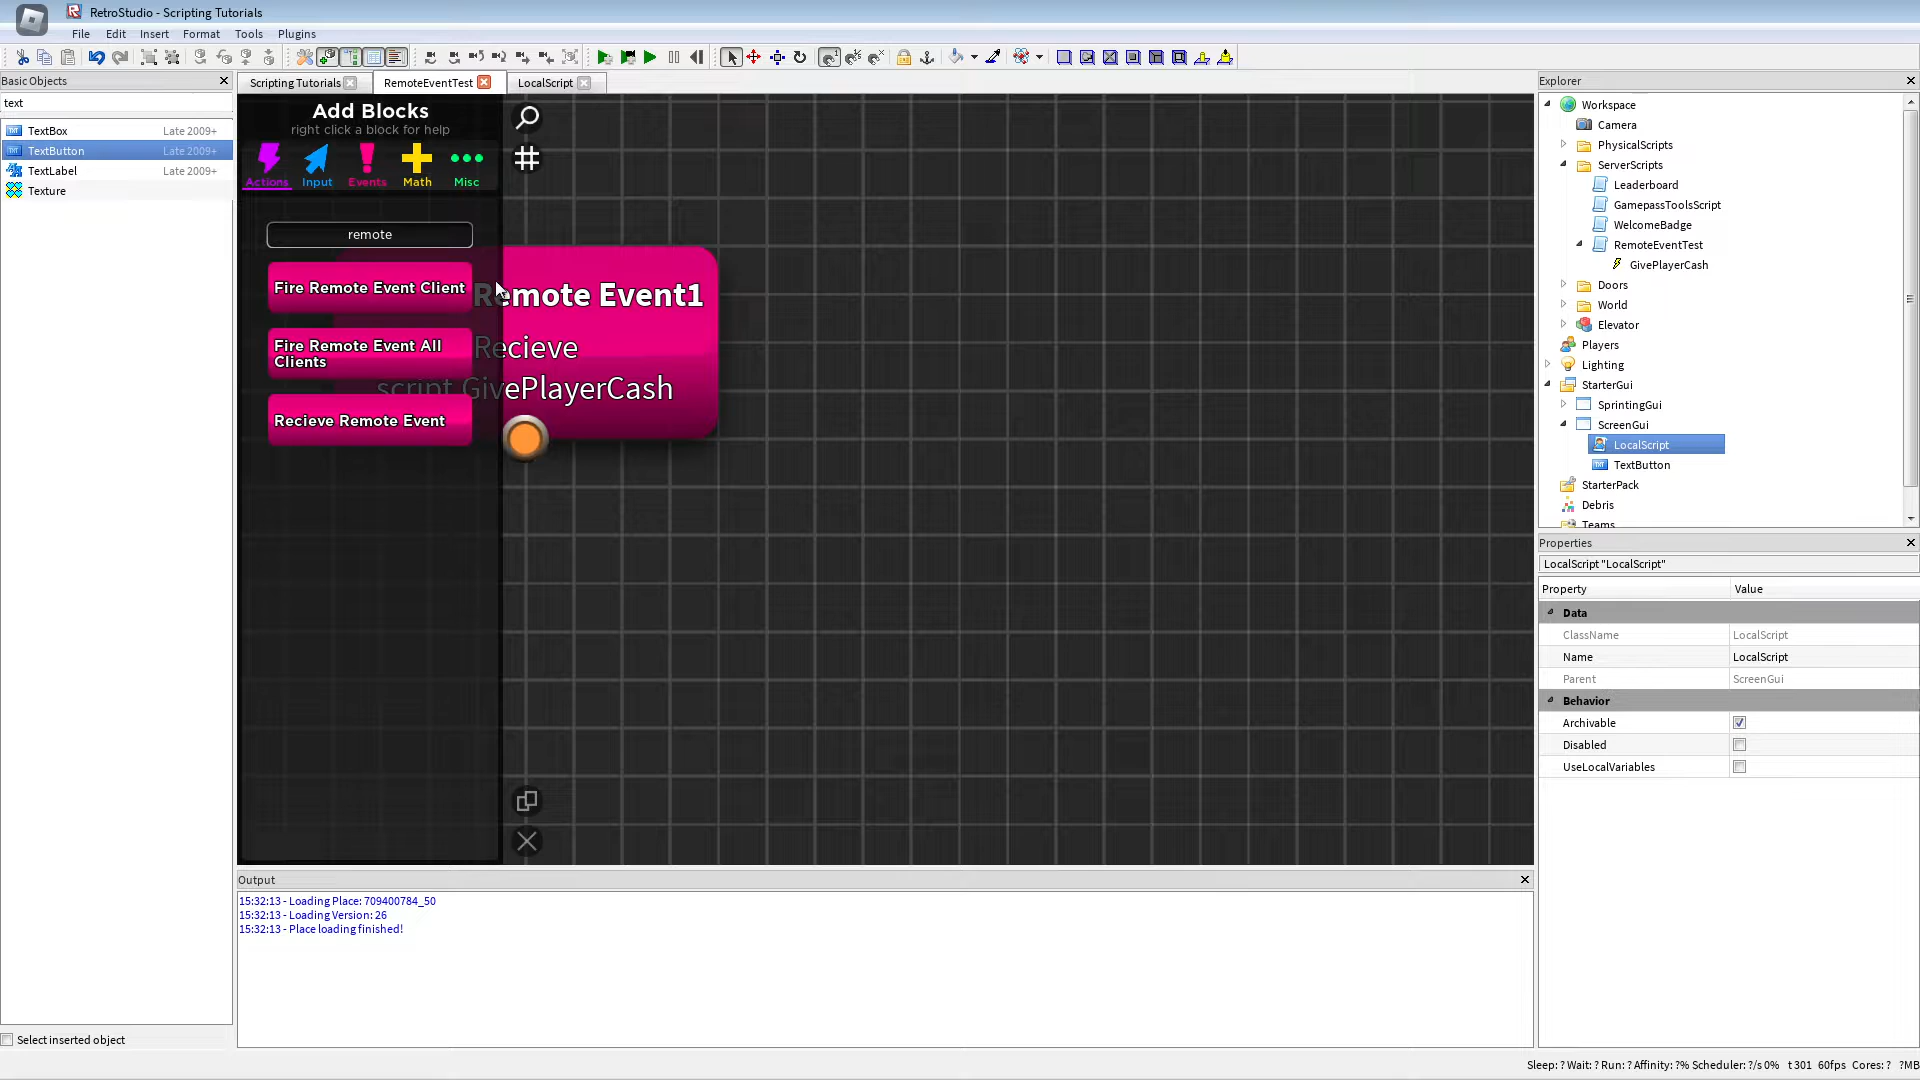 RetroStudio - Scripting Tutorials
File Edit Insert Format Tools Plugins
Basic Objects
text
TextBox Late 2009+
TextButton Late 2009+
TextLabel Late 2009+
Texture
Select inserted object
Scripting Tutorials RemoteEventTest LocalScript
Add Blocks
right click a block for help
Actions Input Events Math Misc
remote
Fire Remote Event Client
Fire Remote Event All
Clients
Recieve Remote Event
Remote Event1
Recieve
script.GivePlayerCash
Output
15:32:13 - Loading Place: 709400784_50
15:32:13 - Loading Version: 26
15:32:13 - Place loading finished!
Explorer
Workspace
Camera
PhysicalScripts
ServerScripts
Leaderboard
GamepassToolsScript
WelcomeBadge
RemoteEventTest
GivePlayerCash
Doors
World
Elevator
Players
Lighting
StarterGui
SprintingGui
ScreenGui
LocalScript
TextButton
StarterPack
Debris
Teams
Properties
LocalScript "LocalScript"
Property Value
Data
ClassName LocalScript
Name LocalScript
Parent ScreenGui
Behavior
Archivable
Disabled
UseLocalVariables
Sleep: ? Wait: ? Run: ? Affinity: ?% Scheduler: ?/s 0% t 301 60fps Cores: ? ?MB